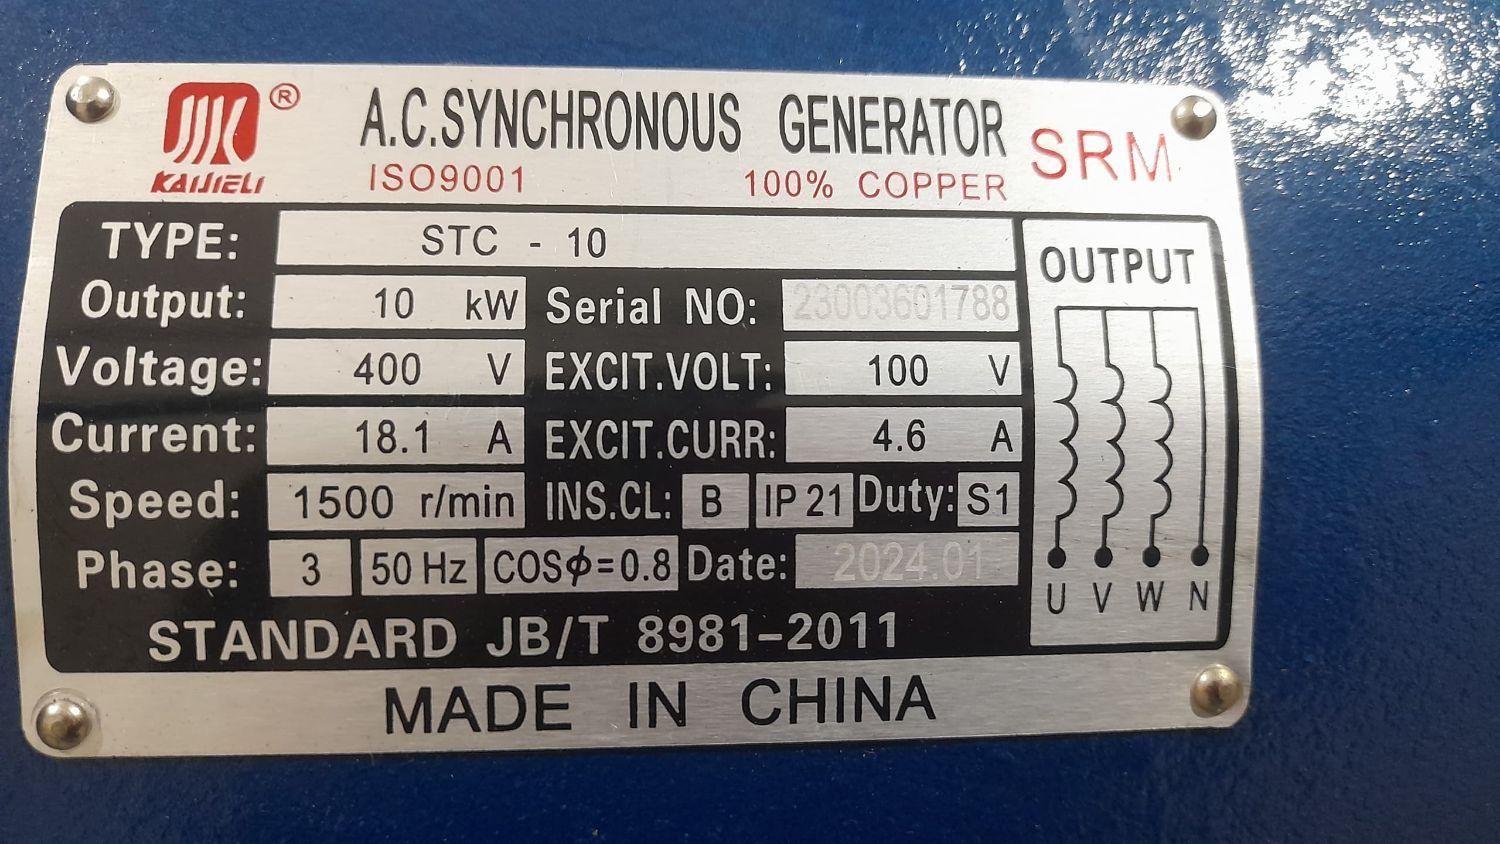 KAIJIELI ®
A.C.SYNCHRONOUS GENERATOR
ISO9001 100% COPPER SRM
TYPE: STC - 10
Output: 10 kW Serial NO: 23003601788
Voltage: 400 V EXCIT.VOLT: 100 V
Current: 18.1 A EXCIT.CURR: 4.6 A
Speed: 1500 r/min INS.CL: B IP 21 Duty: S1
Phase: 3 50 Hz COSϕ=0.8 Date: 2024.01
STANDARD JB/T 8981-2011
OUTPUT
U V W N
MADE IN CHINA